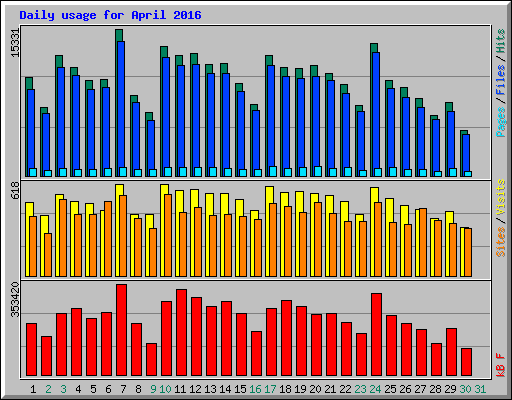 Daily usage for April 2016
15331
Pages / Files / Hits
618
Sites / Visits
353420
kB F
1 2 3 4 5 6 7 8 9 10 11 12 13 14 15 16 17 18 19 20 21 22 23 24 25 26 27 28 29 30 31